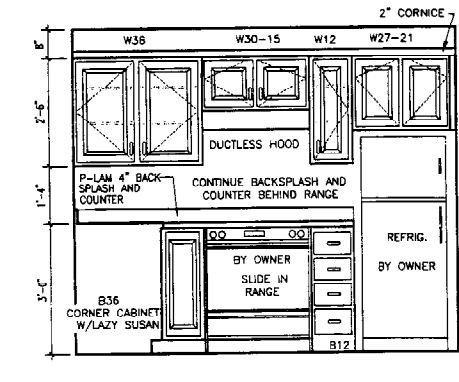 2" CORNICE
W36
W30-15
W12
W27-21
8"
2'-6"
DUCTLESS HOOD
P-LAM 4" BACK
SPLASH AND
COUNTER
CONTINUE BACKSPLASH AND
COUNTER BEHIND RANGE
1'-4"
REFRIG.
BY OWNER
BY OWNER
SLIDE IN
RANGE
3'-0"
B36
CORNER CABINET
W/LAZY SUSAN
B12